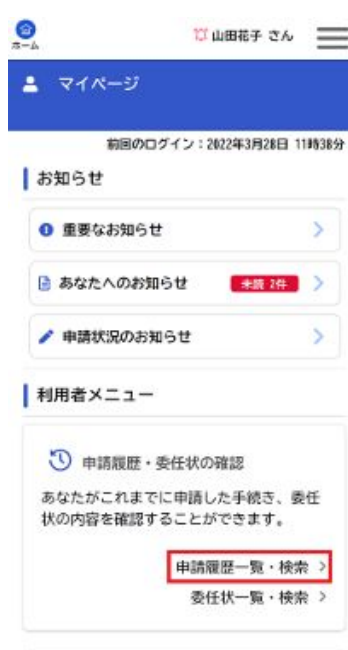 ホーム
山田花子 さん
マイページ
前回のログイン：2022年3月28日 11時38分
お知らせ
重要なお知らせ
あなたへのお知らせ 未読 2件
申請状況のお知らせ
利用者メニュー
申請履歴・委任状の確認
あなたがこれまでに申請した手続き、委任
状の内容を確認することができます。
申請履歴一覧・検索
委任状一覧・検索